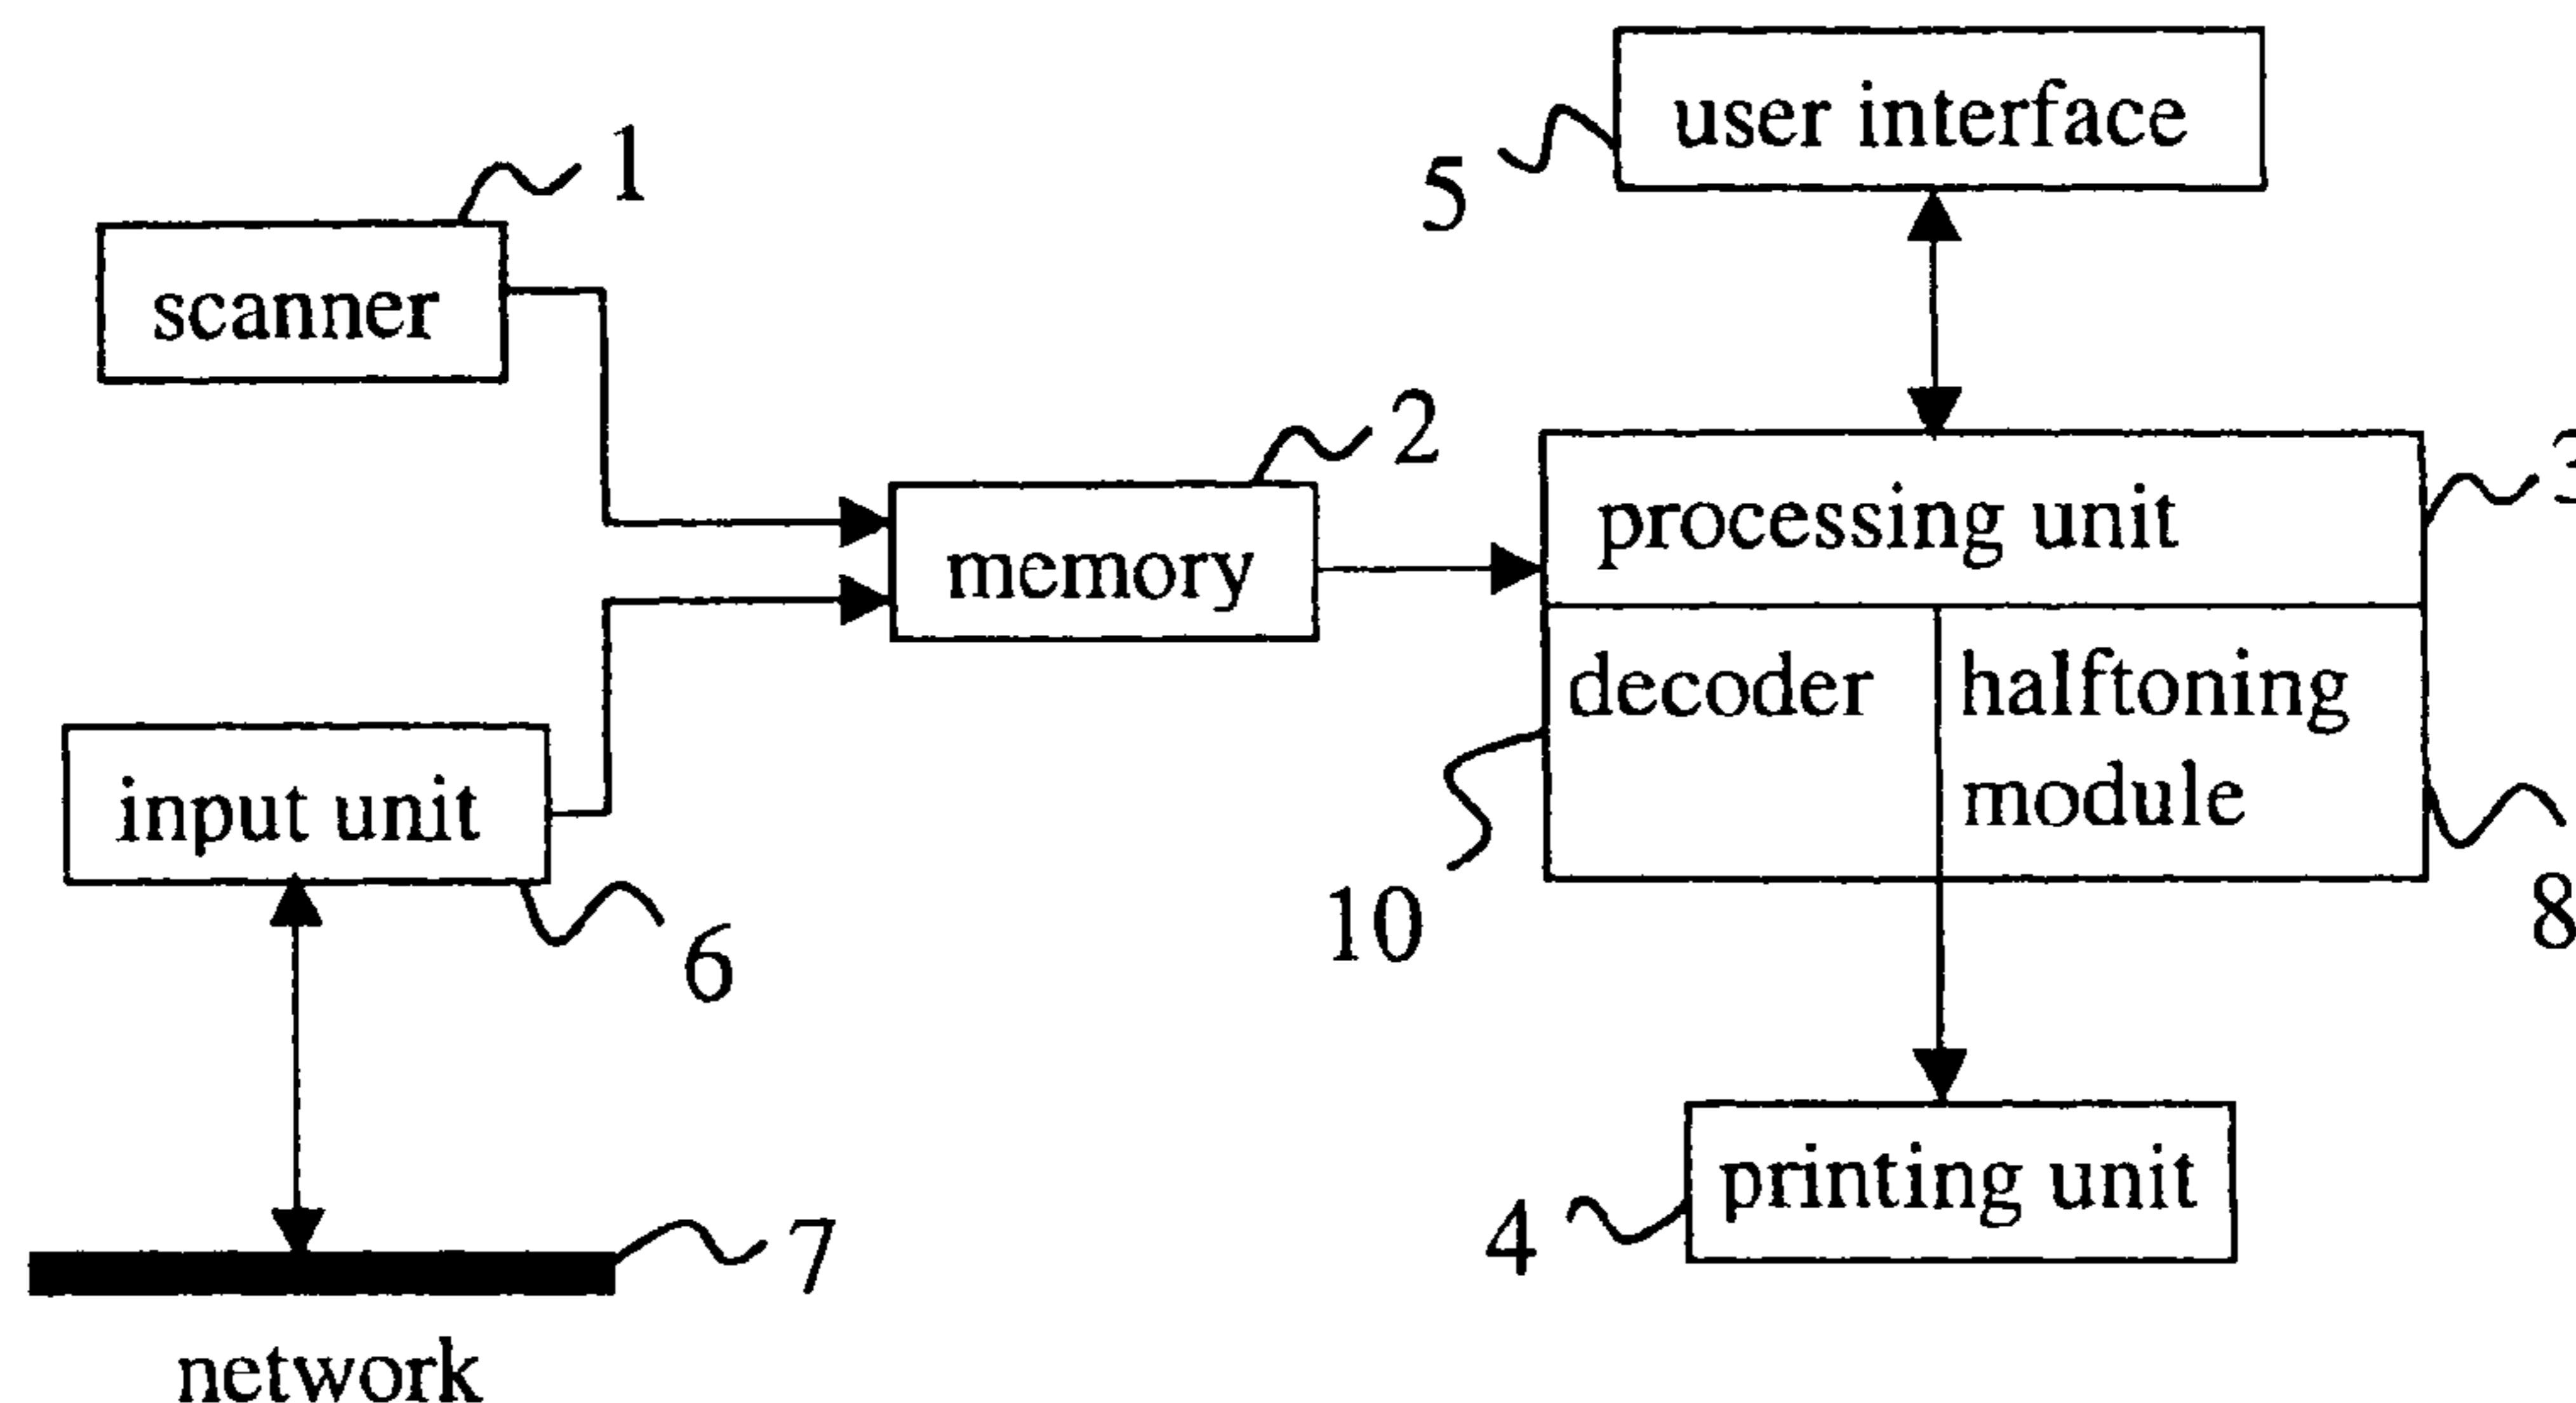 1
scanner
5
user interface
2
memory
3
processing unit
decoder
halftoning
module
input unit
6
10
8
7
network
4
printing unit